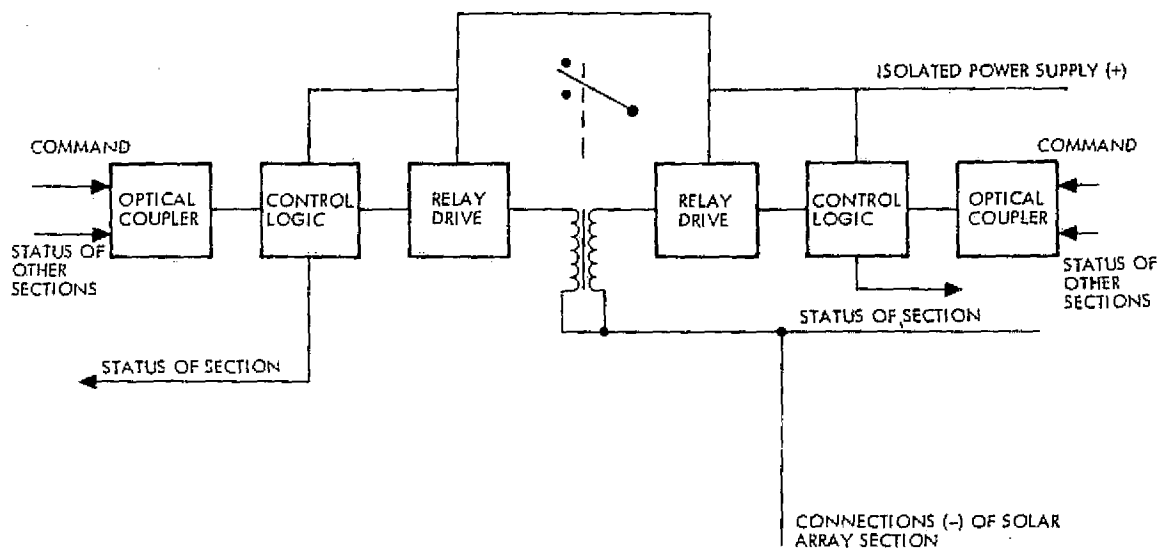 ISOLATED POWER SUPPLY (+)
COMMAND
COMMAND
OPTICAL
COUPLER
CONTROL
LOGIC
RELAY
DRIVE
RELAY
DRIVE
CONTROL
LOGIC
OPTICAL
COUPLER
STATUS OF
OTHER
SECTIONS
STATUS OF
OTHER
SECTIONS
STATUS OF SECTION
STATUS OF SECTION
CONNECTIONS (-) OF SOLAR
ARRAY SECTION